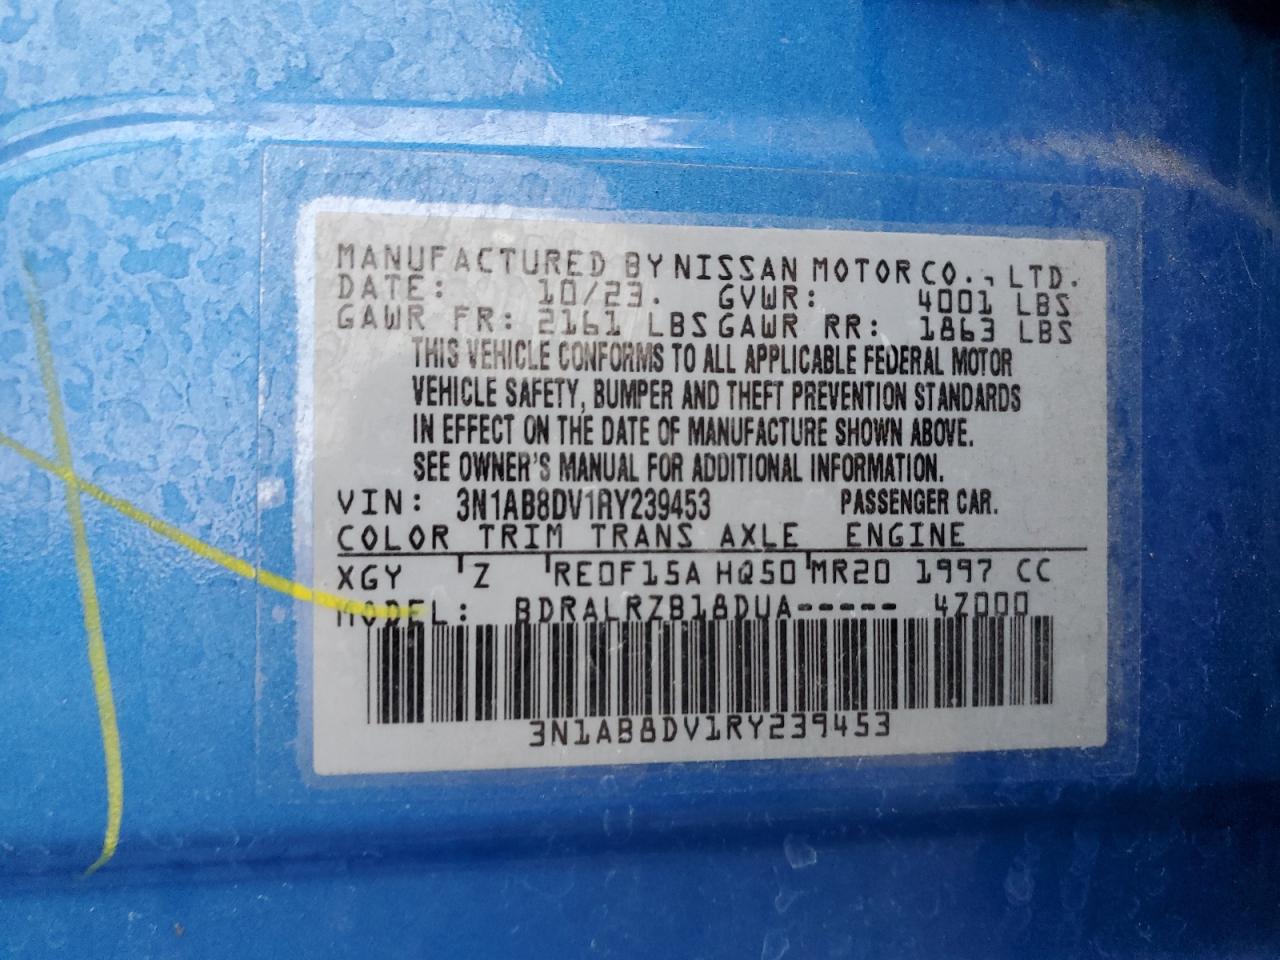 MANUFACTURED BY NISSAN MOTOR CO., LTD.
DATE: 10/23. GVWR: 4001 LBS
GAWR FR: 2161 LBS GAWR RR: 1863 LBS
THIS VEHICLE CONFORMS TO ALL APPLICABLE FEDERAL MOTOR
VEHICLE SAFETY, BUMPER AND THEFT PREVENTION STANDARDS
IN EFFECT ON THE DATE OF MANUFACTURE SHOWN ABOVE.
SEE OWNER'S MANUAL FOR ADDITIONAL INFORMATION.
VIN: 3N1AB8DV1RY239453 PASSENGER CAR.
COLOR TRIM TRANS AXLE ENGINE
XGY Z RE0F15A HQ50 MR20 1997 CC
MODEL: BDRALRZB18DUA----- 4Z000
3N1AB8DV1RY239453